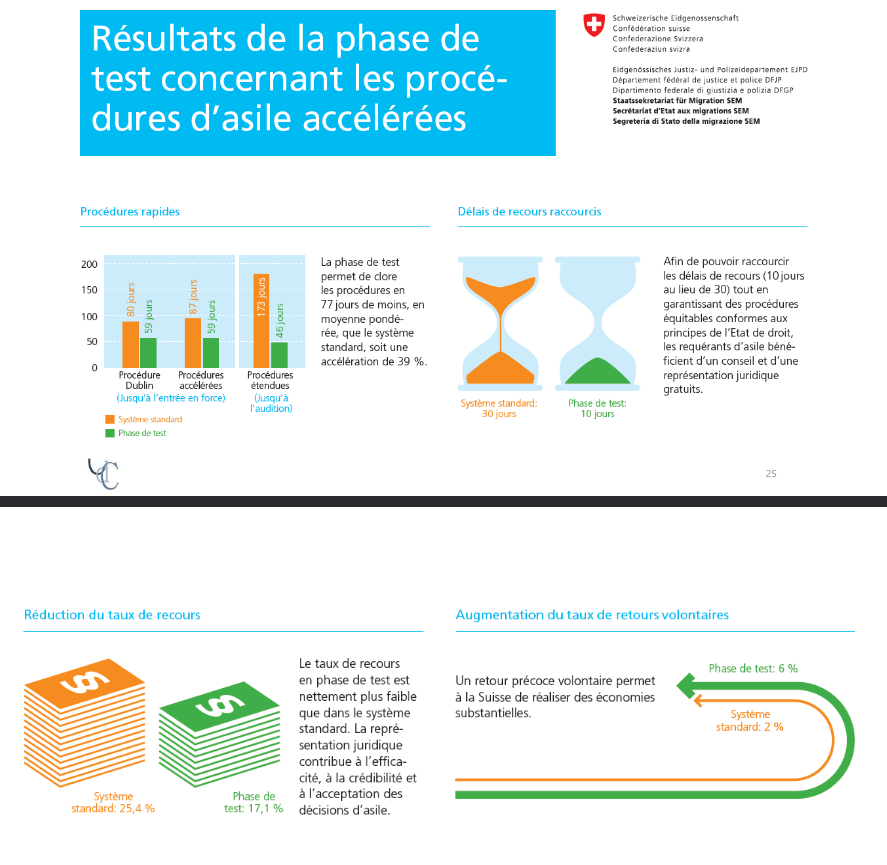 Résultats de la phase de
test concernant les procé-
dures d’asile accélérées
Schweizerische Eidgenossenschaft
Confédération suisse
Confederazione Svizzera
Confederaziun svizra
Eidgenössisches Justiz- und Polizeidepartement EJPD
Département fédéral de justice et police DFJP
Dipartimento federale di giustizia e polizia DFGP
Staatssekretariat für Migration SEM
Secrétariat d’Etat aux migrations SEM
Segreteria di Stato della migrazione SEM
Procédures rapides
200
150
100
50
0
80 jours
59 jours
87 jours
59 jours
173 jours
46 jours
Procédure
Dublin
Procédures
accélérées
(Jusqu’à l’entrée en force)
Procédures
étendues
(Jusqu’à
l’audition)
Système standard
Phase de test
La phase de test
permet de clore
les procédures en
77 jours de moins, en
moyenne pondé-
rée, que le système
standard, soit une
accélération de 39 %.
Délais de recours raccourcis
Système standard:
30 jours
Phase de test:
10 jours
Afin de pouvoir raccourcir
les délais de recours (10 jours
au lieu de 30) tout en
garantissant des procédures
équitables conformes aux
principes de l’Etat de droit,
les requérants d’asile béné-
ficient d’un conseil et d’une
représentation juridique
gratuits.
25
Réduction du taux de recours
§
§
Système
standard: 25,4 %
Phase de
test: 17,1 %
Le taux de recours
en phase de test est
nettement plus faible
que dans le système
standard. La repré-
sentation juridique
contribue à l’effica-
cité, à la crédibilité et
à l’acceptation des
décisions d’asile.
Augmentation du taux de retours volontaires
Un retour précoce volontaire permet
à la Suisse de réaliser des économies
substantielles.
Phase de test: 6 %
Système
standard: 2 %